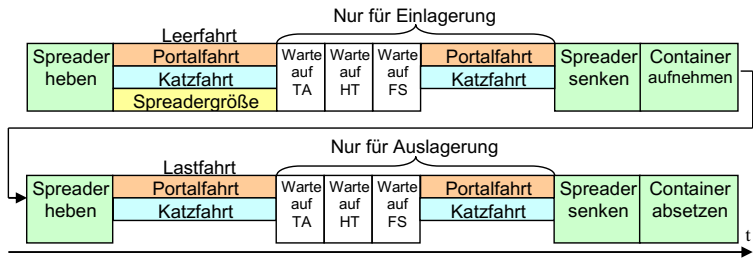 Nur für Einlagerung
Leerfahrt
Spreader heben
Portalfahrt
Katzfahrt
Spreadergröße
Warte auf TA
Warte auf HT
Warte auf FS
Portalfahrt
Katzfahrt
Spreader senken
Container aufnehmen
Nur für Auslagerung
Lastfahrt
Spreader heben
Portalfahrt
Katzfahrt
Warte auf TA
Warte auf HT
Warte auf FS
Portalfahrt
Katzfahrt
Spreader senken
Container absetzen
t